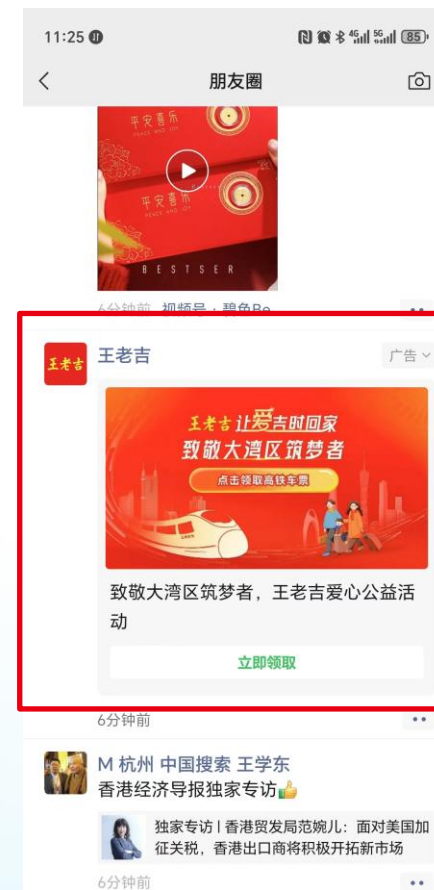 11:25
4G 5G 85
朋友圈
平安喜乐
PEACE AND JOY
平安喜乐
PEACE AND JOY
BESTSER
6分钟前 视频号·碧色Be
王老吉
王老吉
广告
王老吉 让爱吉时回家
致敬大湾区筑梦者
点击领取高铁车票
致敬大湾区筑梦者，王老吉爱心公益活
动
立即领取
6分钟前
M 杭州 中国搜索 王学东
香港经济导报独家专访👍
独家专访 | 香港贸发局范婉儿：面对美国加
征关税，香港出口商将积极开拓新市场
6分钟前